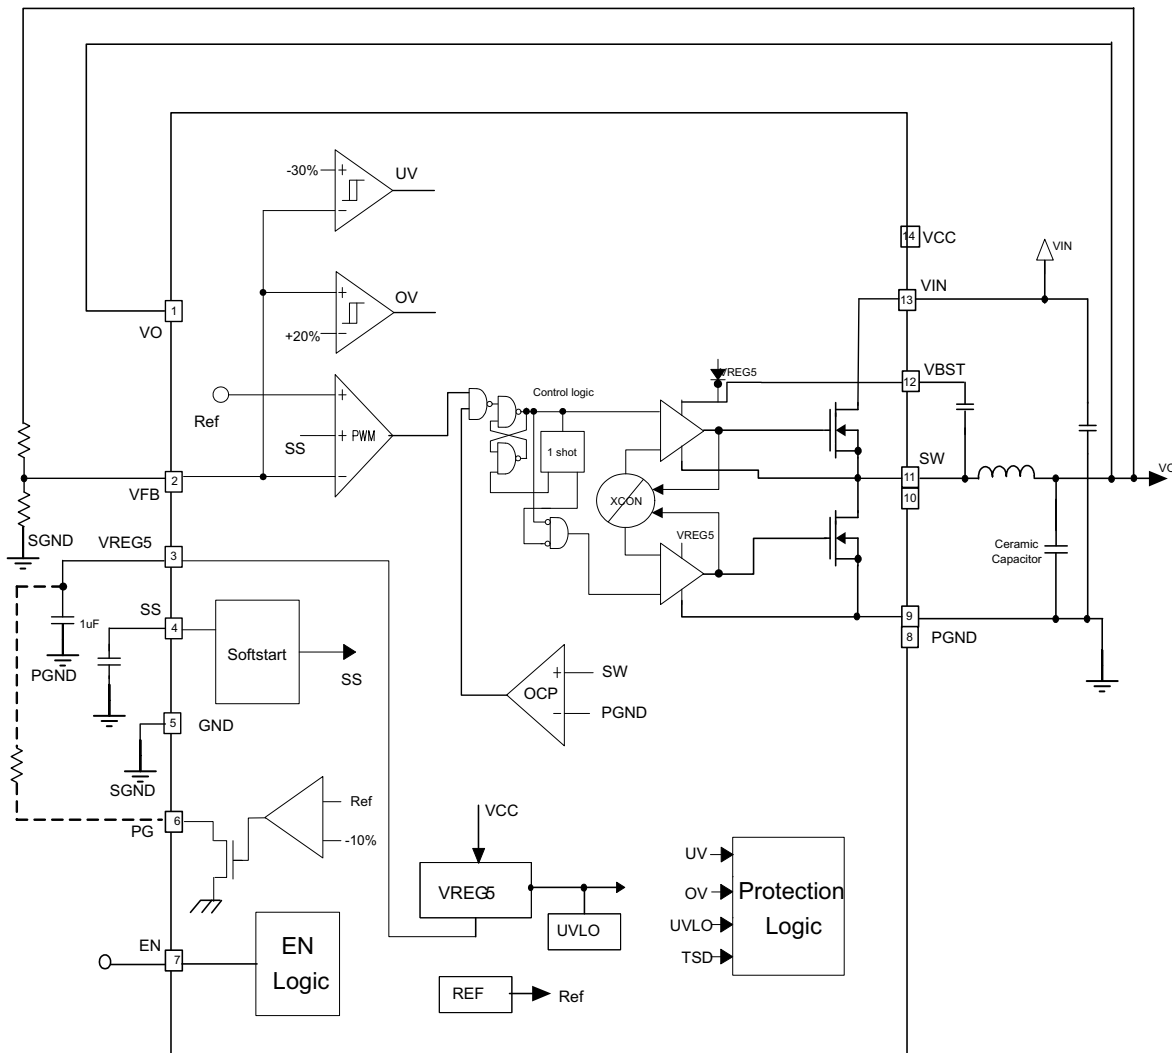 -30%
+
-
UV
14
VCC
VIN
+
-
OV
+20%
1
VO
VIN
13
VBST
12
VREG5
Control logic
Ref
+
SS
+
PWM
-
1 shot
XCON
SW
11
10
VO
2
VFB
SGND
VREG5
3
VREG5
Ceramic
Capacitor
1uF
PGND
SS
4
Softstart
SS
9
8
PGND
5
GND
SGND
OCP
+
SW
-
PGND
PG
6
Ref
-10%
VCC
VREG5
UVLO
UV
OV
UVLO
TSD
Protection
Logic
EN
7
EN
Logic
REF
Ref